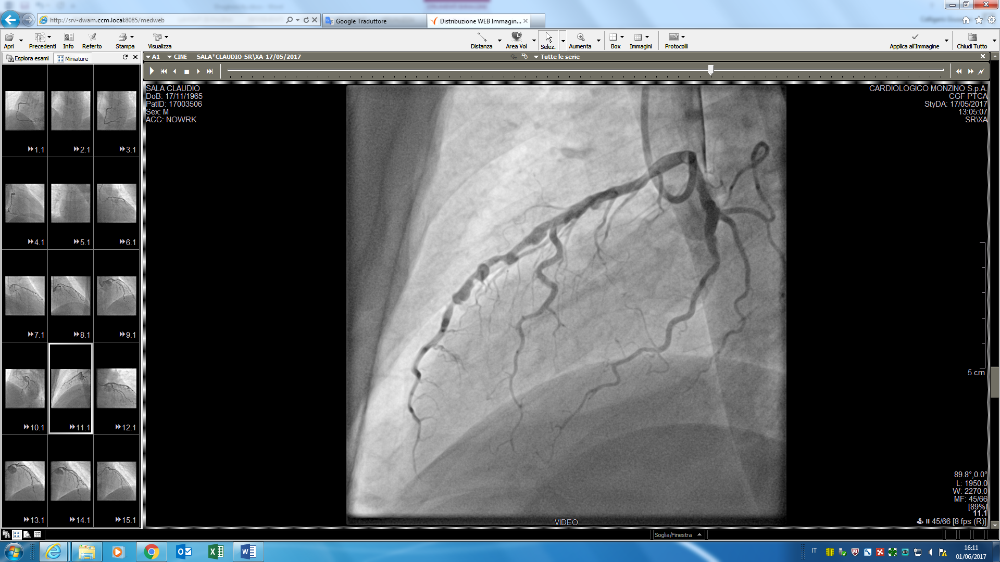 http://srv-dwam.ccm.local:8085/medweb
Google Traduttore
Distribuzione WEB Immagin...
Apri
Precedenti
Info
Referto
Stampa
Visualizza
Distanza
Area Vol
Selez.
Aumenta
Box
Immagini
Protocolli
Applica all'Immagine
Chiudi Tutto
Esplora esami
Miniature
A1 CINE SALA*CLAUDIO-SR\XA-17/05/2017
Tutte le serie
SALA CLAUDIO
DoB: 17/11/1965
PatID: 17003506
Sex: M
ACC: NOWRK
CARDIOLOGICO MONZINO S.p.A.
CGF PTCA
StyDA: 17/05/2017
13:05:07
SR\XA
1.1
2.1
3.1
4.1
5.1
6.1
7.1
8.1
9.1
10.1
11.1
12.1
13.1
14.1
15.1
5 cm
89.8°,0.0°
L: 1950.0
W: 2270.0
MF: 45/66
[89%]
11.1
45/66 [8 fps (R)]
VIDEO
Soglia/Finestra
IT
16:11
01/06/2017